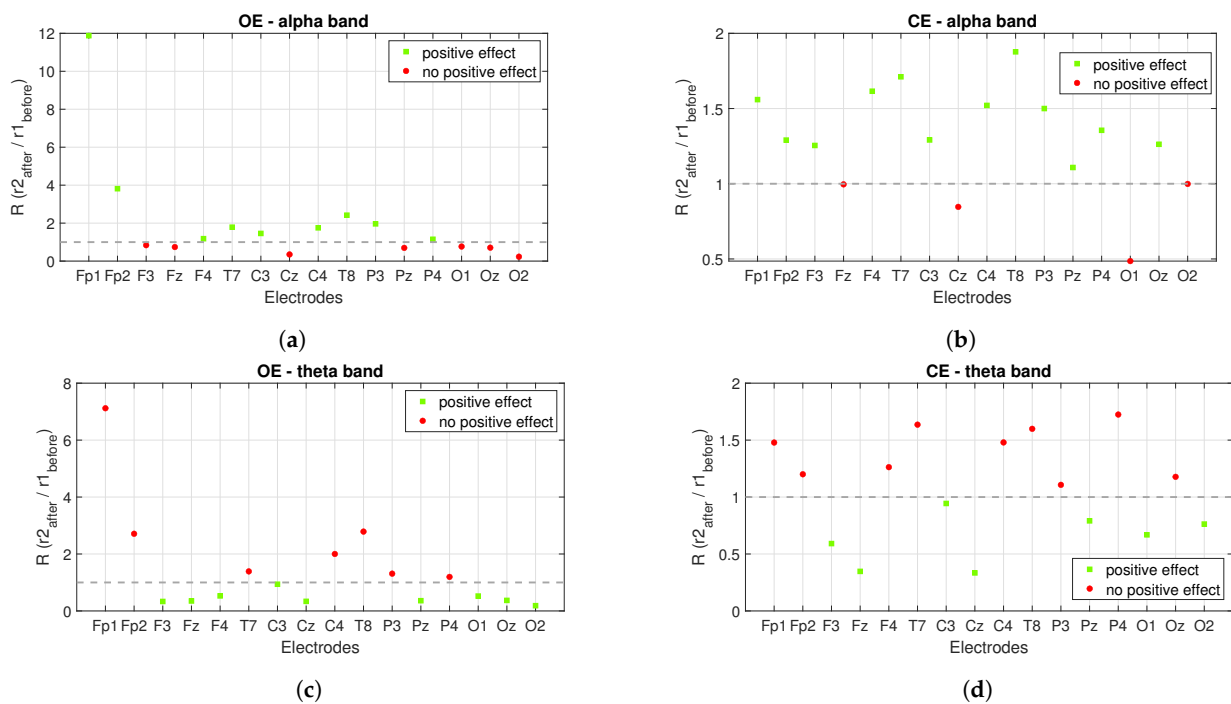 OE - alpha band
12
10
8
6
4
2
0
R (r2after / r1before)
positive effect
no positive effect
Fp1 Fp2 F3 Fz F4 T7 C3 Cz C4 T8 P3 Pz P4 O1 Oz O2
Electrodes
(a)
CE - alpha band
2
1.5
1
0.5
R (r2after / r1before)
positive effect
no positive effect
Fp1 Fp2 F3 Fz F4 T7 C3 Cz C4 T8 P3 Pz P4 O1 Oz O2
Electrodes
(b)
OE - theta band
8
6
4
2
0
R (r2after / r1before)
positive effect
no positive effect
Fp1 Fp2 F3 Fz F4 T7 C3 Cz C4 T8 P3 Pz P4 O1 Oz O2
Electrodes
(c)
CE - theta band
2
1.5
1
0.5
0
R (r2after / r1before)
positive effect
no positive effect
Fp1 Fp2 F3 Fz F4 T7 C3 Cz C4 T8 P3 Pz P4 O1 Oz O2
Electrodes
(d)